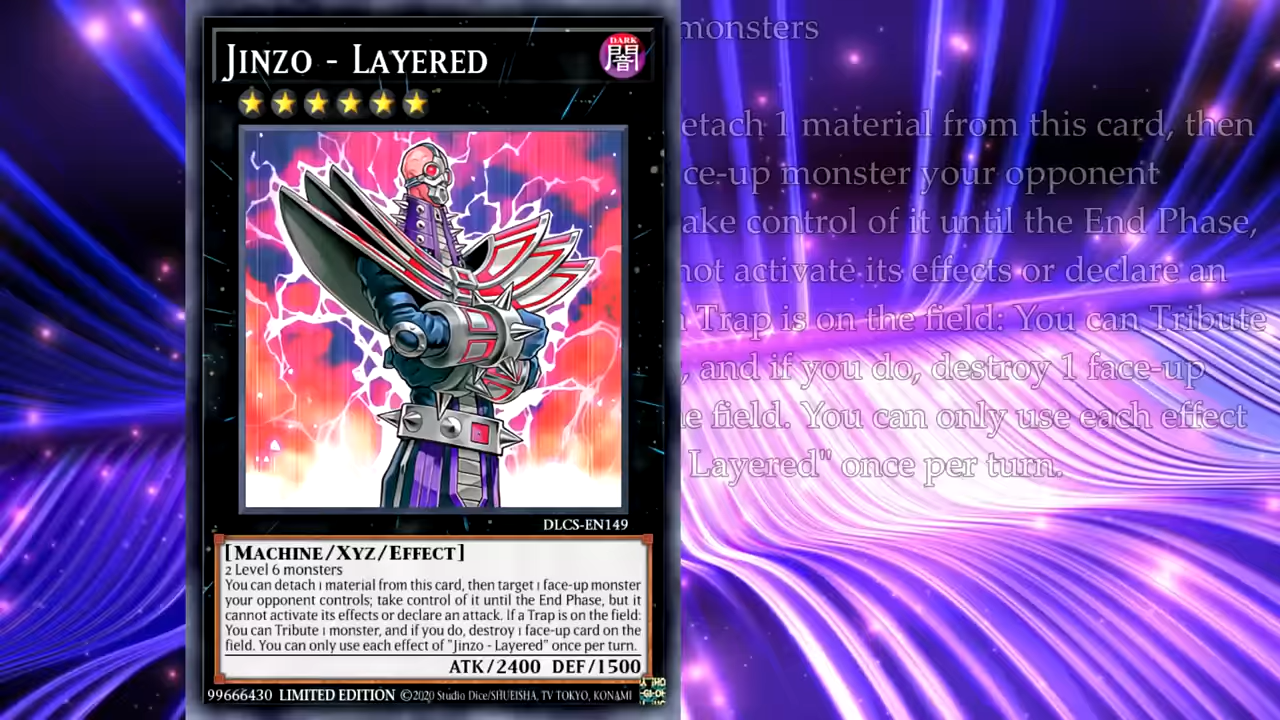 JINZO - LAYERED
DARK
闇
DLCS-EN149
[MACHINE/XYZ/EFFECT]
2 Level 6 monsters
You can detach 1 material from this card, then target 1 face-up monster
your opponent controls; take control of it until the End Phase, but it
cannot activate its effects or declare an attack. If a Trap is on the field:
You can Tribute 1 monster, and if you do, destroy 1 face-up card on the
field. You can only use each effect of "Jinzo - Layered" once per turn.
ATK/2400 DEF/1500
99666430 LIMITED EDITION ©2020 Studio Dice/SHUEISHA, TV TOKYO, KONAMI
monsters
etach 1 material from this card, then
ce-up monster your opponent
ake control of it until the End Phase,
not activate its effects or declare an
Trap is on the field: You can Tribute
, and if you do, destroy 1 face-up
e field. You can only use each effect
Layered" once per turn.